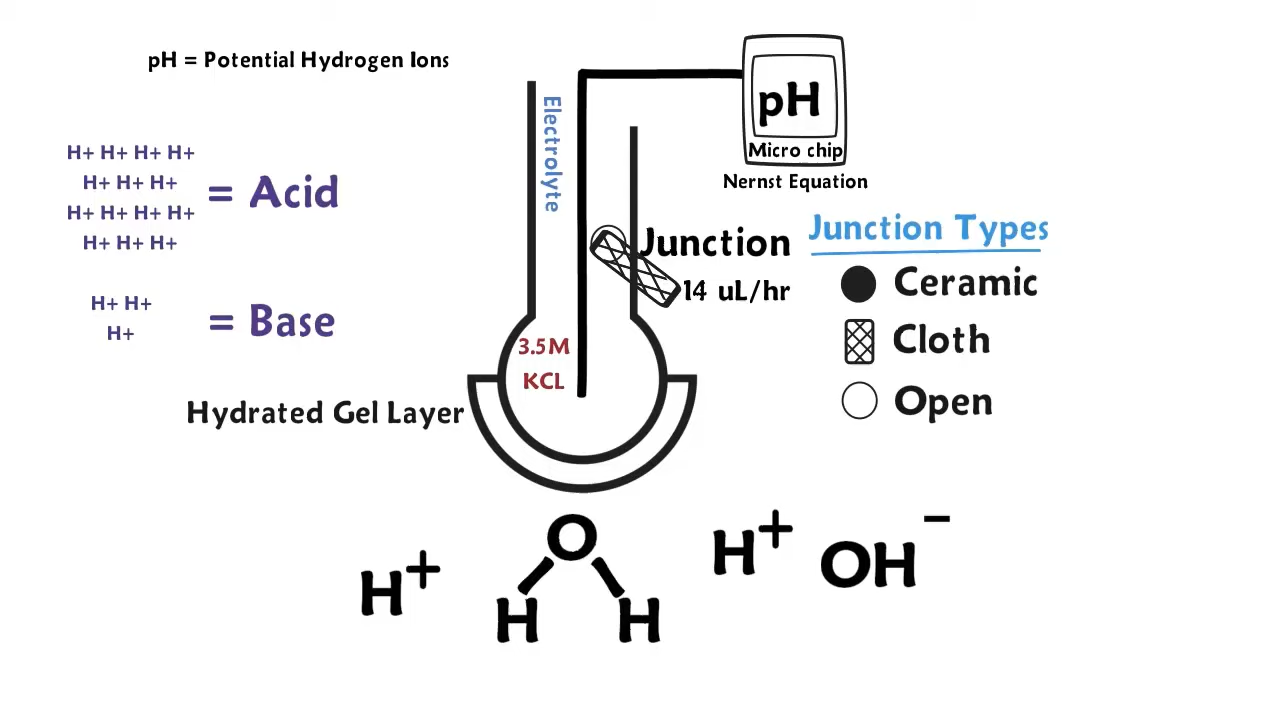 pH = Potential Hydrogen Ions
H+ H+ H+ H+
H+ H+ H+
H+ H+ H+ H+
H+ H+ H+
= Acid
H+ H+
H+
= Base
Hydrated Gel Layer
Electrolyte
3.5M
KCL
pH
Micro chip
Nernst Equation
Junction
14 uL/hr
Junction Types
Ceramic
Cloth
Open
H+
O
H H
H+ OH-